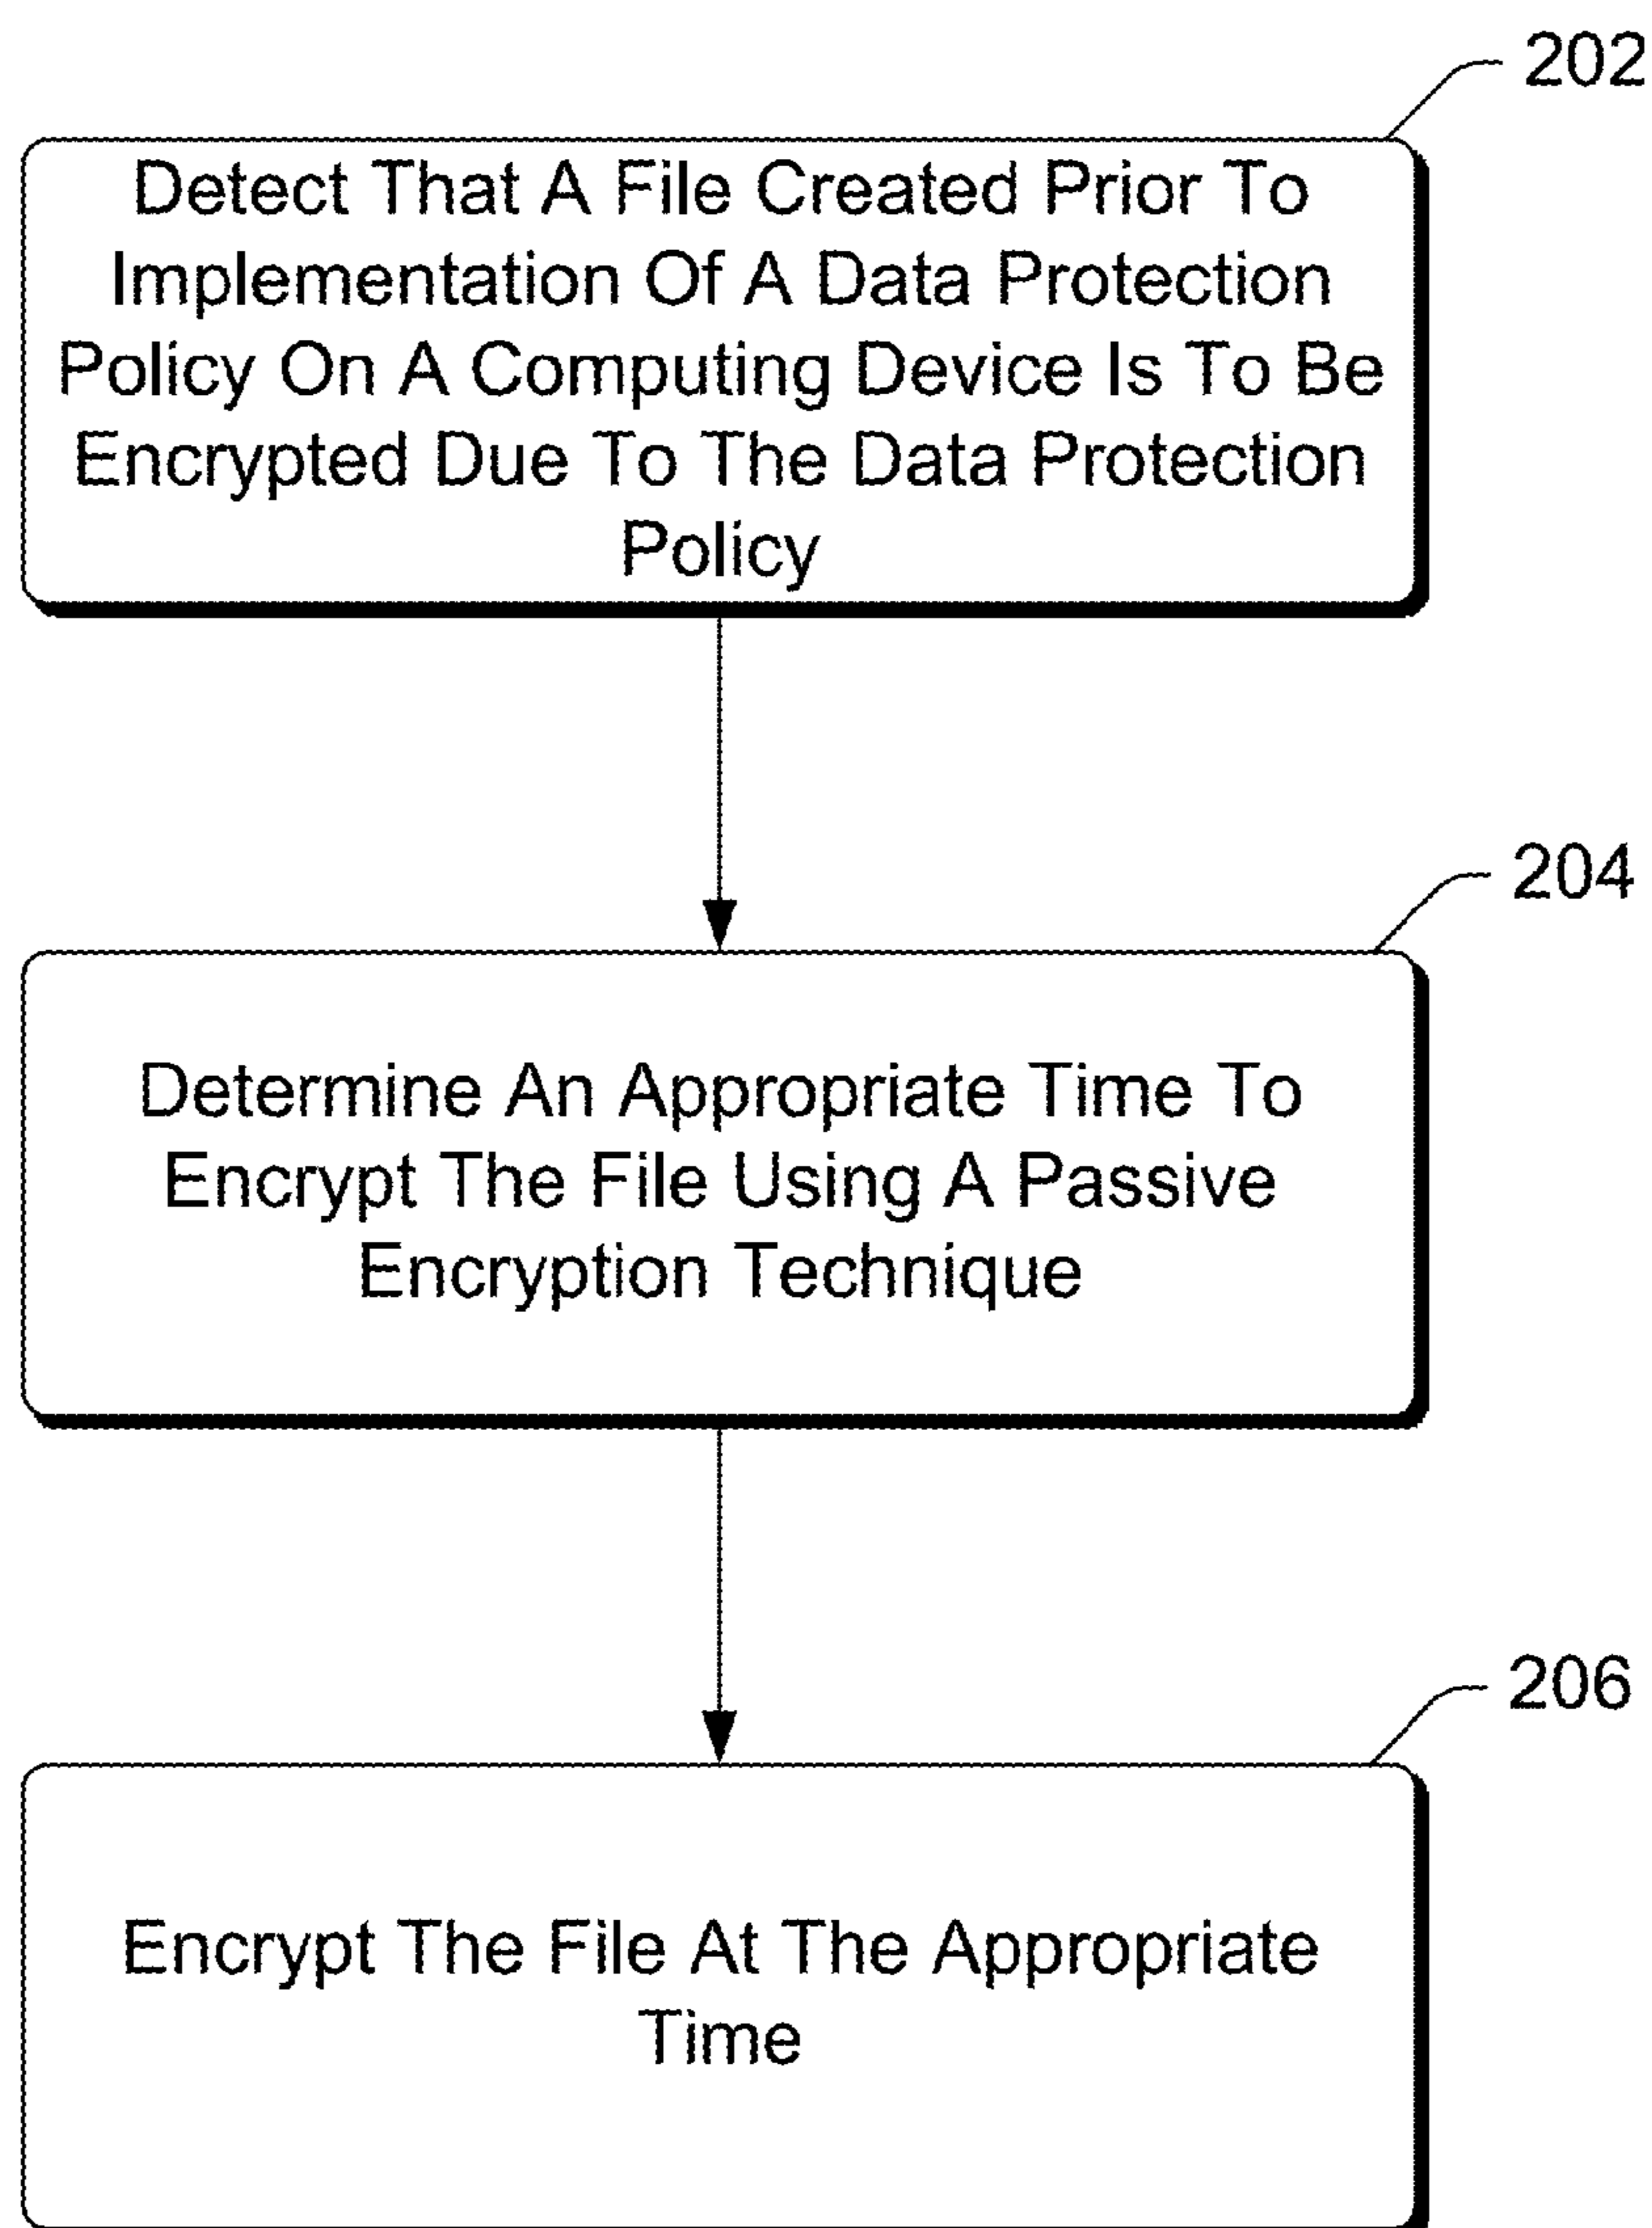 202
Detect That A File Created Prior To
Implementation Of A Data Protection
Policy On A Computing Device Is To Be
Encrypted Due To The Data Protection
Policy
204
Determine An Appropriate Time To
Encrypt The File Using A Passive
Encryption Technique
206
Encrypt The File At The Appropriate
Time